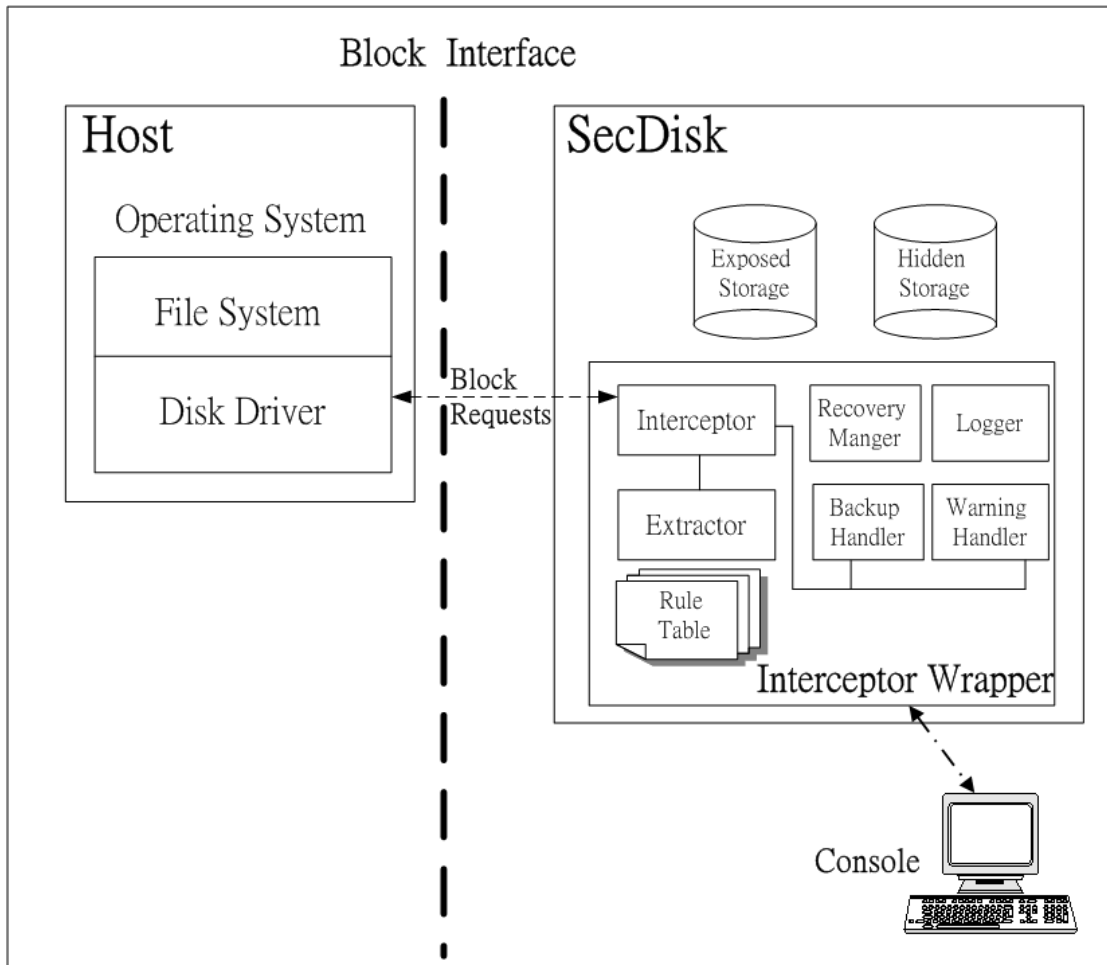 Block Interface
Host
Operating System
File System
Disk Driver
Block
Requests
SecDisk
Exposed
Storage
Hidden
Storage
Interceptor
Recovery
Manger
Logger
Extractor
Backup
Handler
Warning
Handler
Rule
Table
Interceptor Wrapper
Console